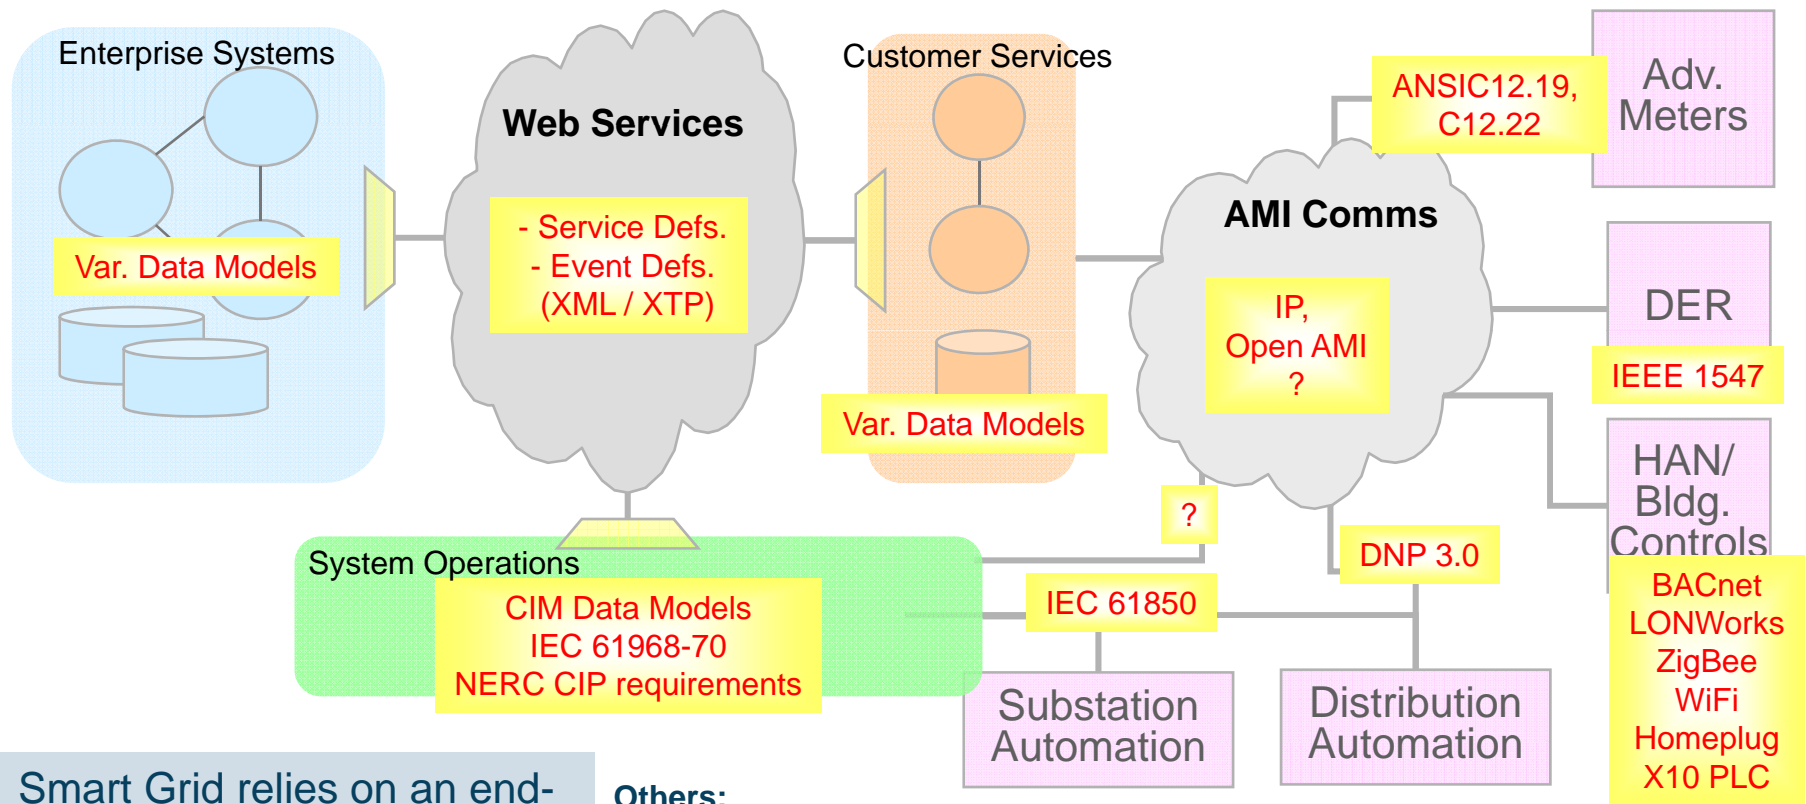 Enterprise Systems
Var. Data Models
Web Services
- Service Defs.
- Event Defs.
(XML / XTP)
Customer Services
Var. Data Models
AMI Comms
IP,
Open AMI
?
ANSIC12.19,
C12.22
Adv.
Meters
DER
IEEE 1547
HAN/
Bldg.
Controls
BACnet
LONWorks
ZigBee
WiFi
Homeplug
X10 PLC
?
DNP 3.0
IEC 61850
System Operations
CIM Data Models
IEC 61968-70
NERC CIP requirements
Substation
Automation
Distribution
Automation
Smart Grid relies on an end-
Others: